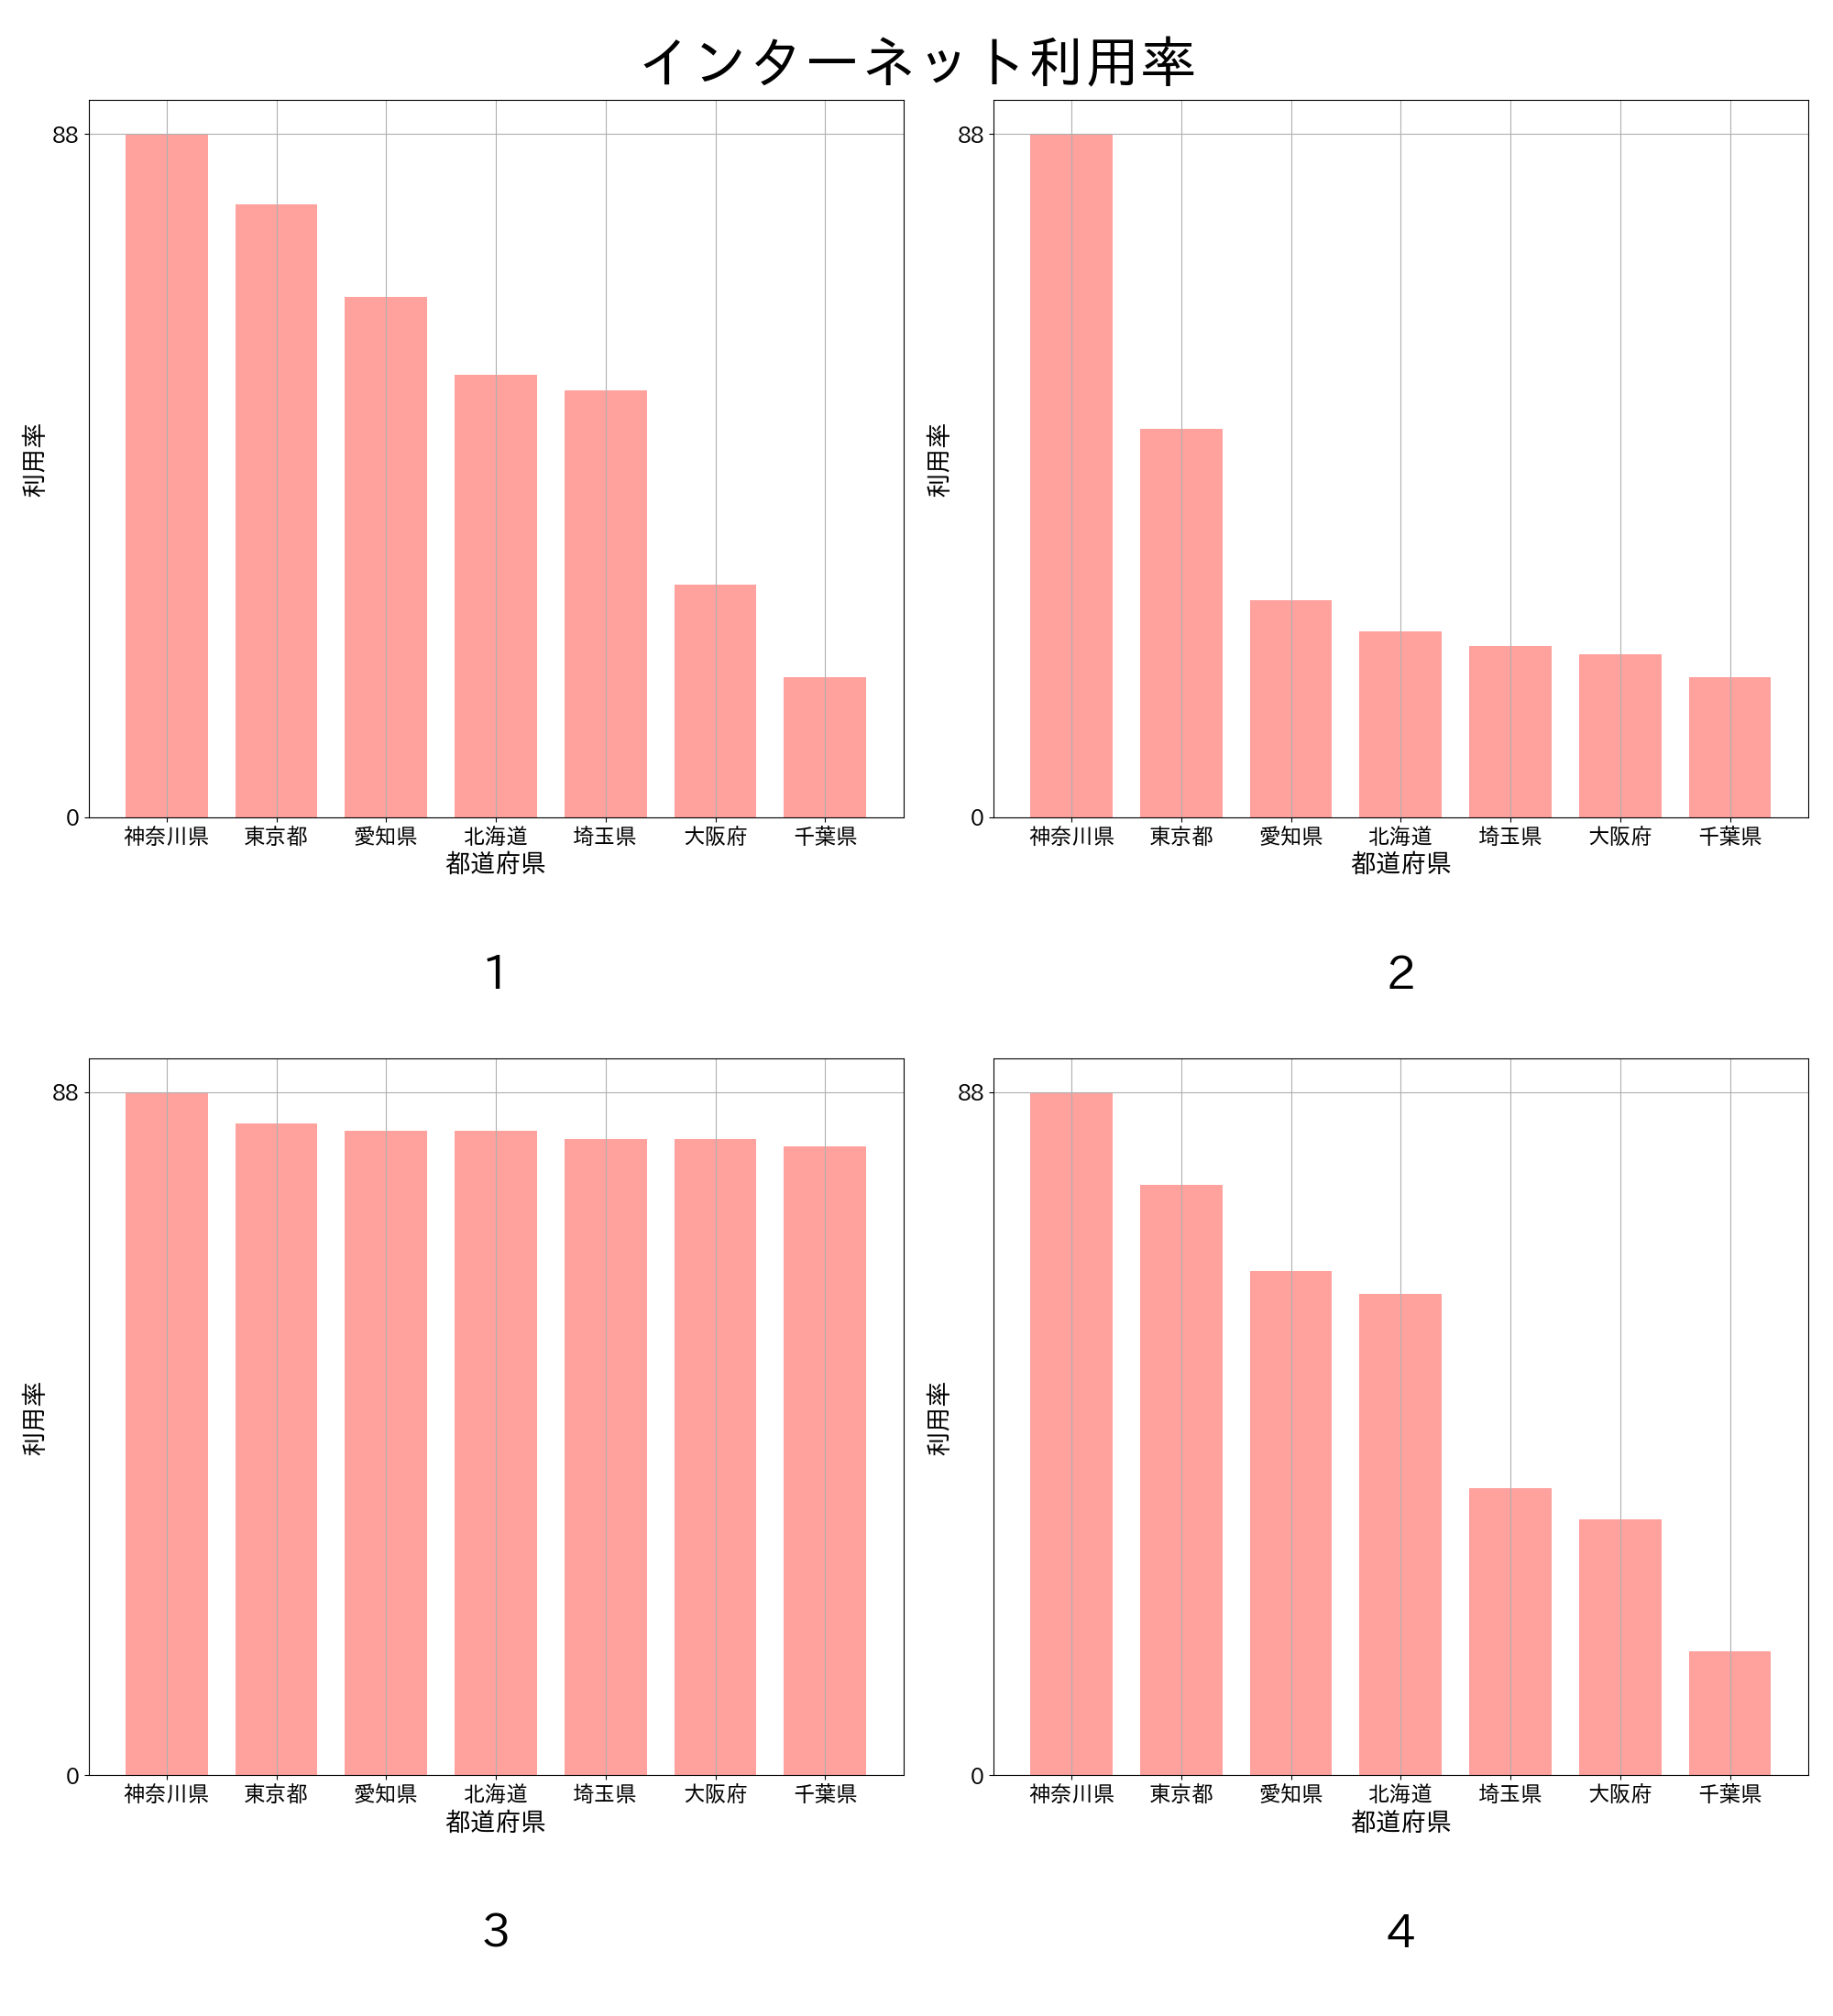 インターネット利用率
88
0
利用率
神奈川県 東京都 愛知県 北海道 埼玉県 大阪府 千葉県
都道府県
1
88
0
利用率
神奈川県 東京都 愛知県 北海道 埼玉県 大阪府 千葉県
都道府県
2
88
0
利用率
神奈川県 東京都 愛知県 北海道 埼玉県 大阪府 千葉県
都道府県
3
88
0
利用率
神奈川県 東京都 愛知県 北海道 埼玉県 大阪府 千葉県
都道府県
4